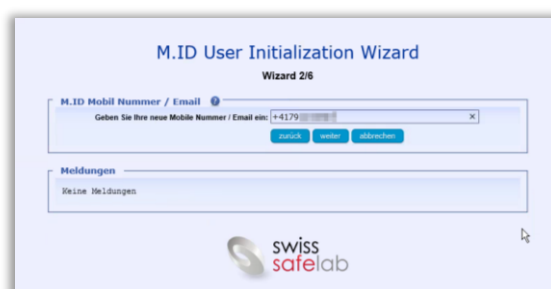 M.ID User Initialization Wizard
Wizard 2/6
M.ID Mobil Nummer / Email ?
Geben Sie Ihre neue Mobile Nummer / Email ein: +4179 ×
zurück weiter abbrechen
Meldungen
Keine Meldungen
swiss
safelab